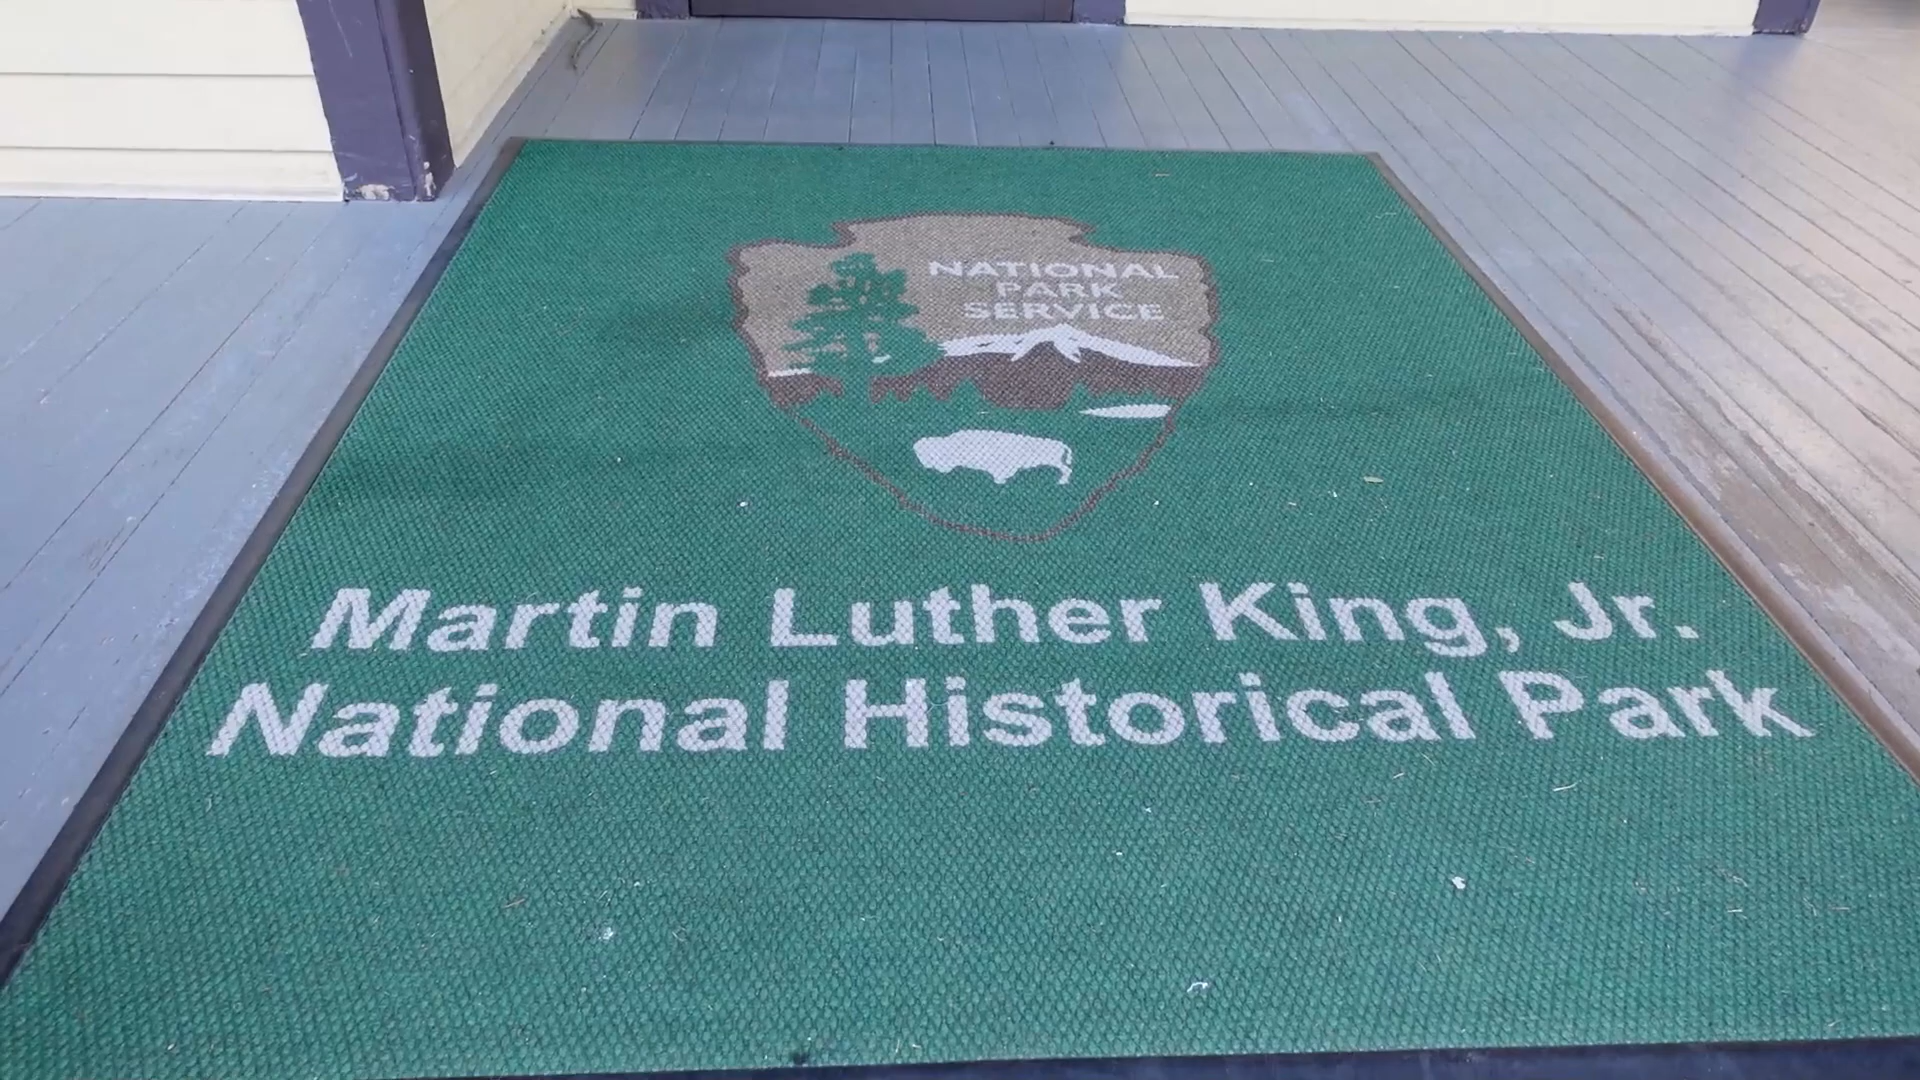 NATIONAL
PARK
SERVICE
Martin Luther King, Jr.
National Historical Park